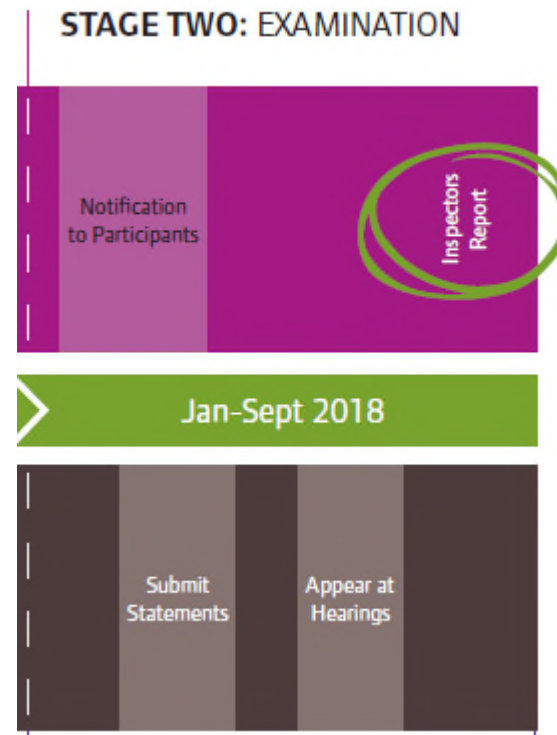 STAGE TWO: EXAMINATION
Notification
to Participants
Inspectors
Report
Jan-Sept 2018
Submit
Statements
Appear at
Hearings